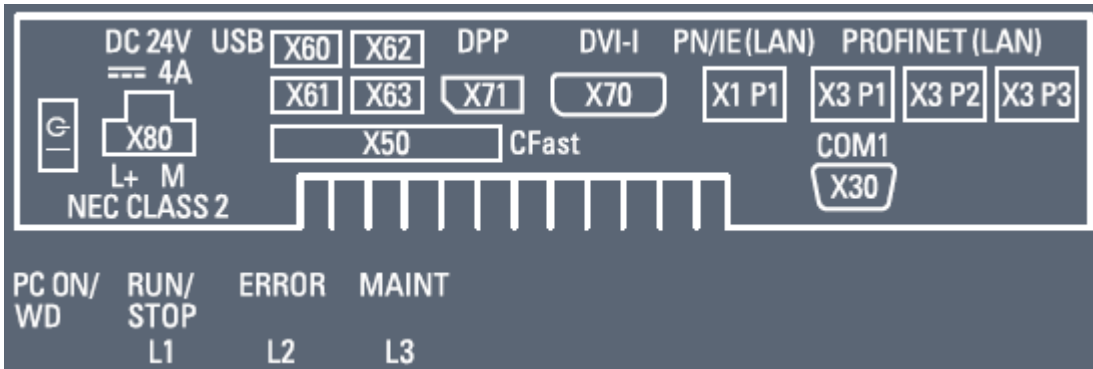 DC 24V USB X60 X62 DPP DVI-I PN/IE (LAN) PROFINET (LAN)
4A
X61 X63 X71 X70 X1 P1 X3 P1 X3 P2 X3 P3
X80 X50 CFast COM1
L+ M X30
NEC CLASS 2
PC ON/ RUN/ ERROR MAINT
WD STOP
L1 L2 L3